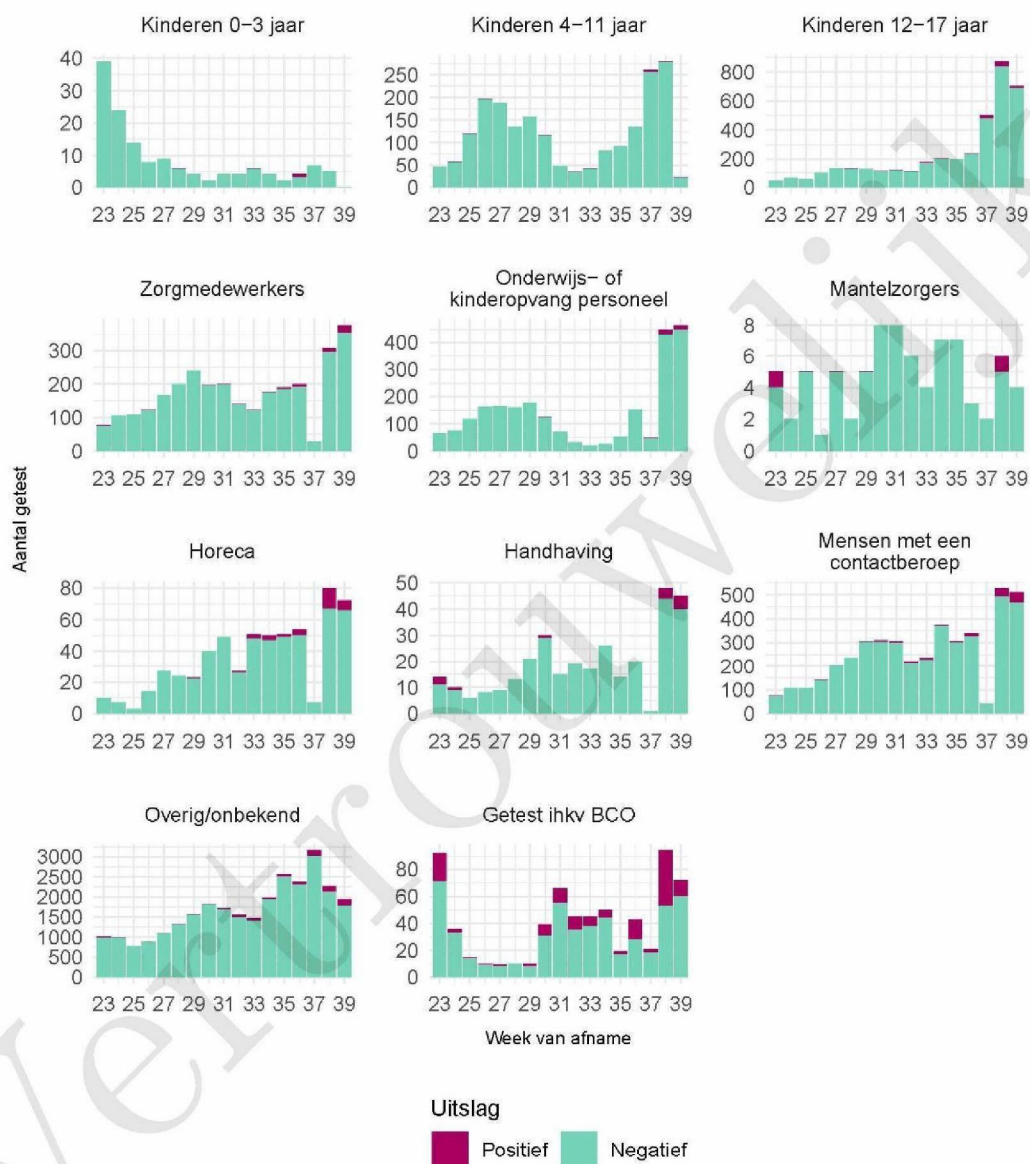 Kinderen 0−3 jaar
Kinderen 4−11 jaar
Kinderen 12−17 jaar
40
30
20
10
0
250
200
150
100
50
0
800
600
400
200
0
23 25 27 29 31 33 35 37 39
23 25 27 29 31 33 35 37 39
23 25 27 29 31 33 35 37 39
Zorgmedewerkers
Onderwijs− of
kinderopvang personeel
Mantelzorgers
300
200
100
0
400
300
200
100
0
8
6
4
2
0
23 25 27 29 31 33 35 37 39
23 25 27 29 31 33 35 37 39
23 25 27 29 31 33 35 37 39
Aantal getest
Horeca
Handhaving
Mensen met een
contactberoep
80
60
40
20
0
50
40
30
20
10
0
500
400
300
200
100
0
23 25 27 29 31 33 35 37 39
23 25 27 29 31 33 35 37 39
23 25 27 29 31 33 35 37 39
Overig/onbekend
Getest ihkv BCO
3000
2500
2000
1500
1000
500
0
80
60
40
20
0
23 25 27 29 31 33 35 37 39
23 25 27 29 31 33 35 37 39
Week van afname
Uitslag
Positief
Negatief
Vertrouwelijk